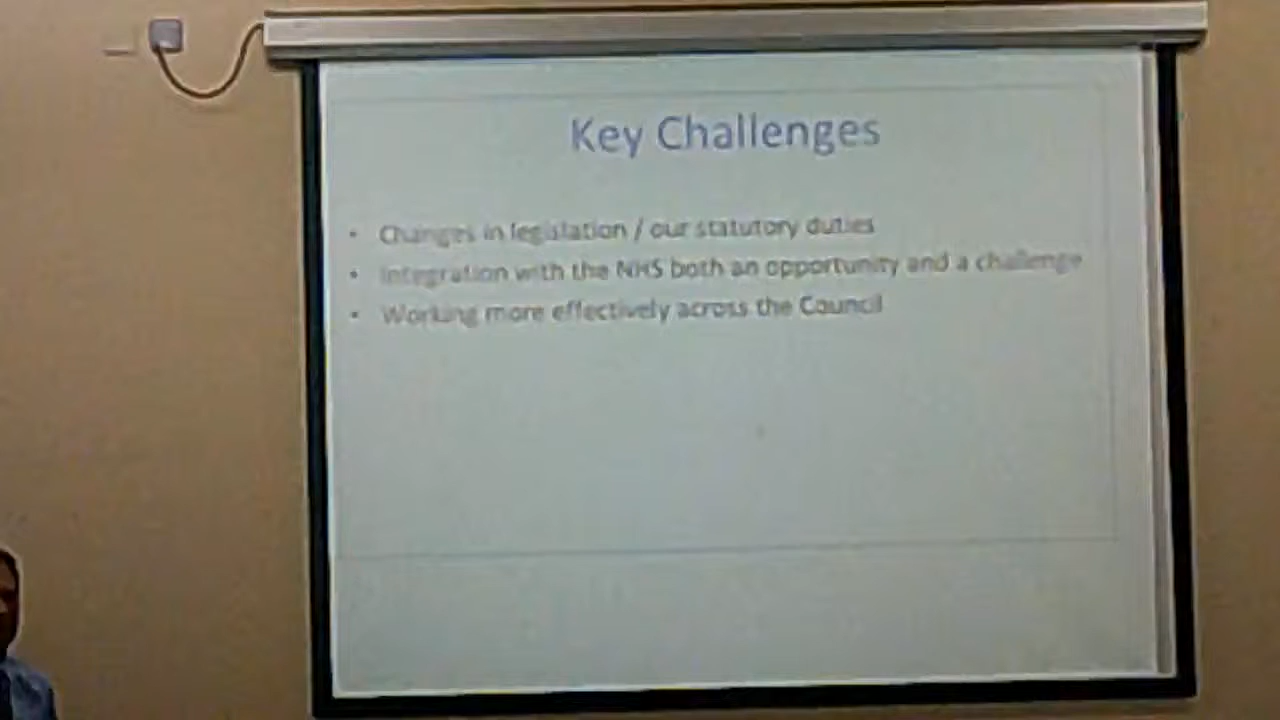 Key Challenges
• Changes in legislation / our statutory duties
• Integration with the NHS both an opportunity and a challenge
• Working more effectively across the Council